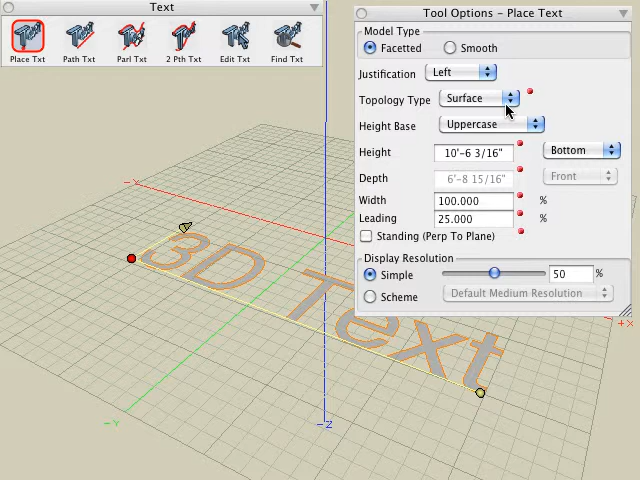 Text
Place Txt
Path Txt
Parl Txt
2 Pth Txt
Edit Txt
Find Txt
Tool Options - Place Text
Model Type
Facetted
Smooth
Justification
Left
Topology Type
Surface
Height Base
Uppercase
Height
10'-6 3/16"
Bottom
Depth
6'-8 15/16"
Front
Width
100.000
%
Leading
25.000
%
Standing (Perp To Plane)
Display Resolution
Simple
50
%
Scheme
Default Medium Resolution
-X
3D Text
+X
-Y
-Z